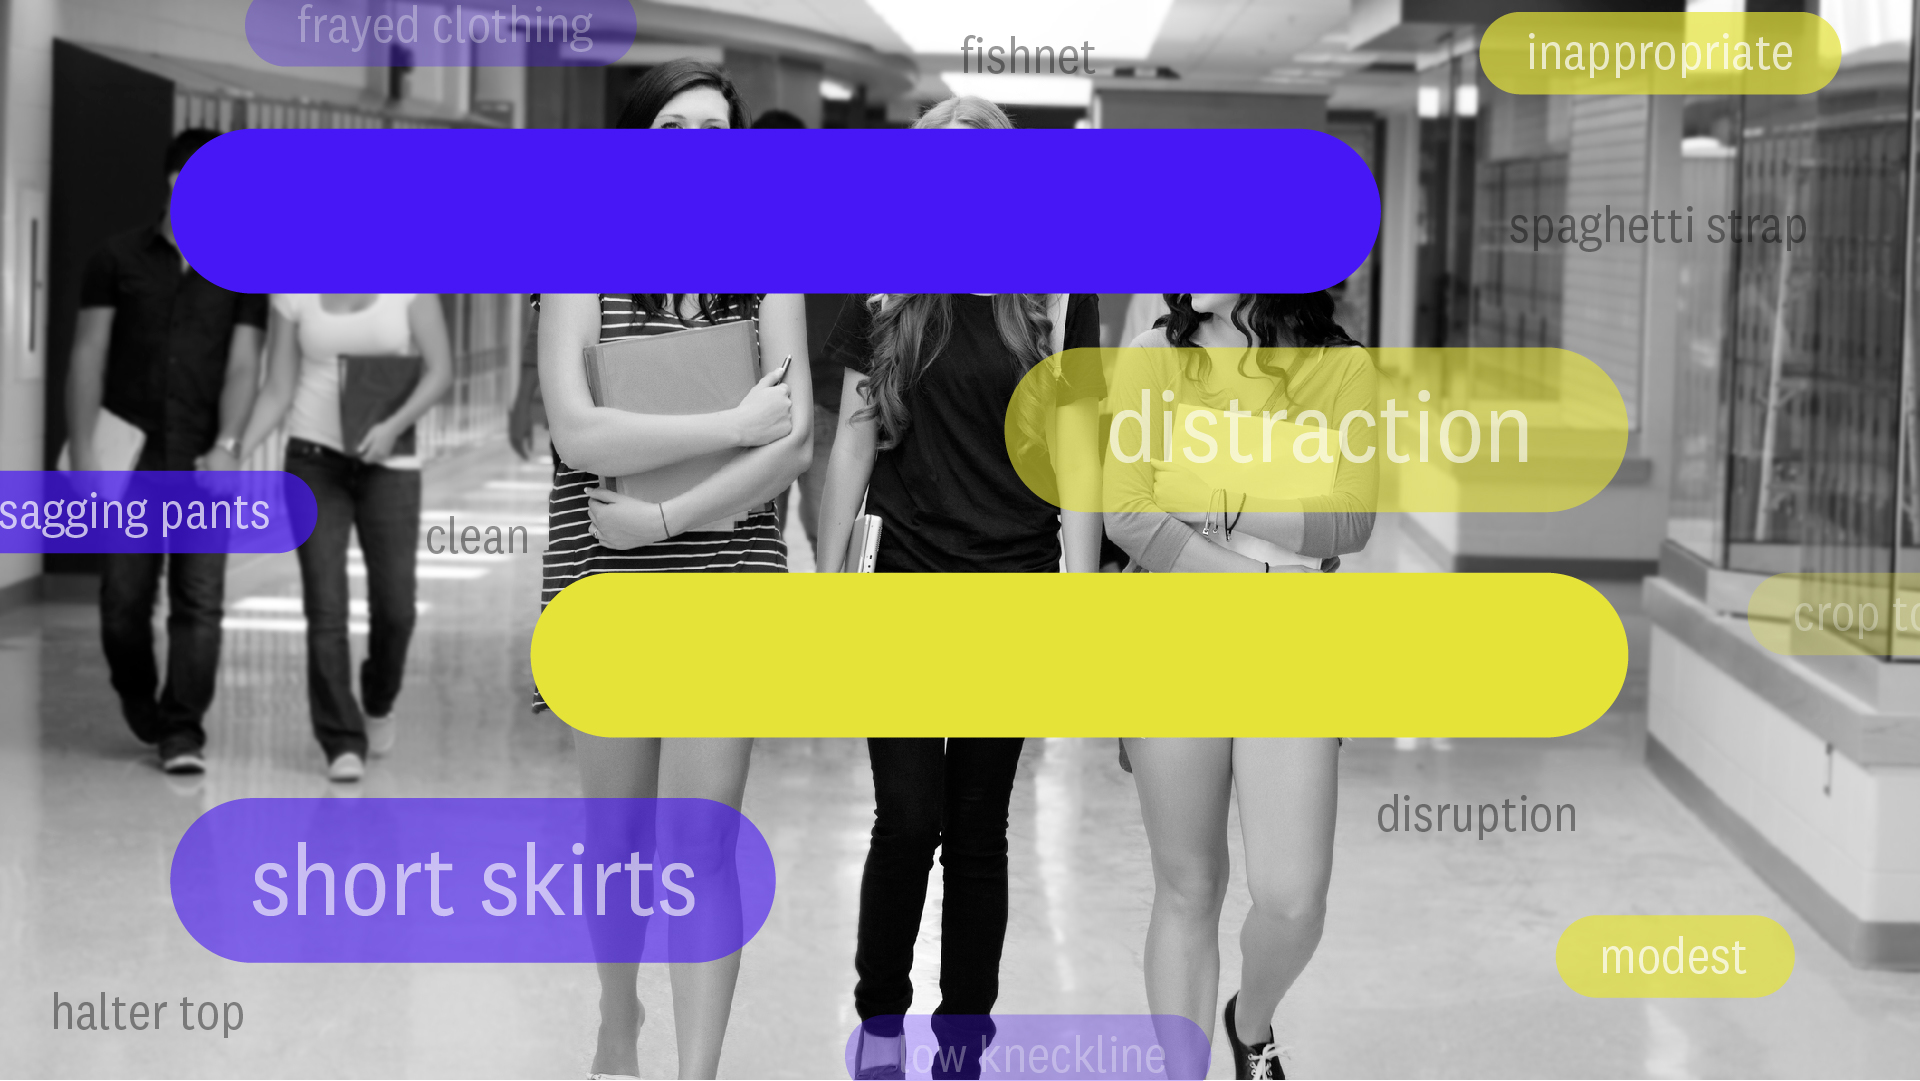 frayed clothing
fishnet
inappropriate
spaghetti strap
distraction
sagging pants
clean
crop to
disruption
short skirts
modest
halter top
low kneckline